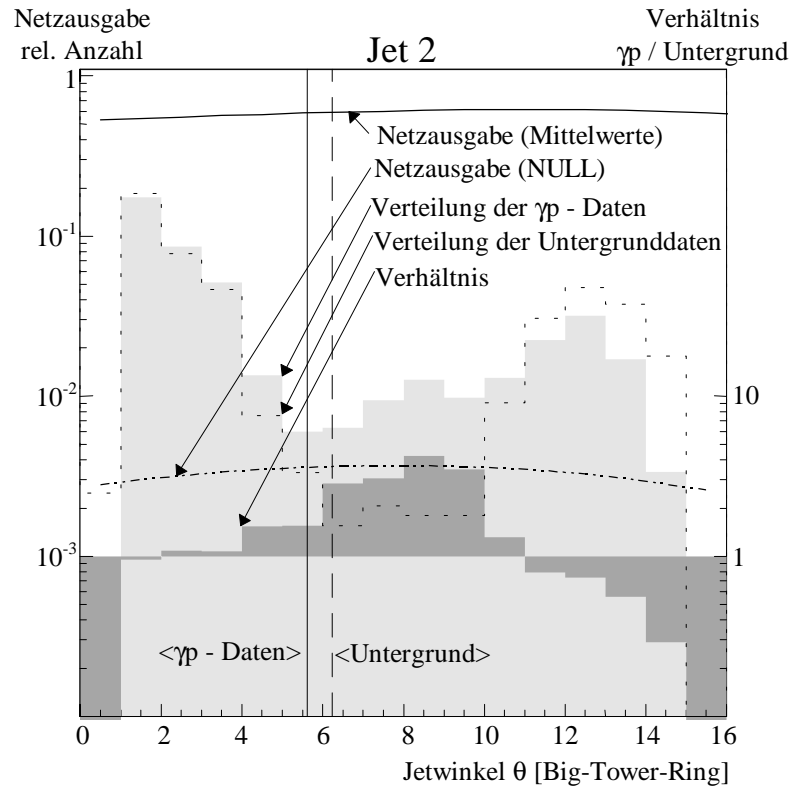 Netzausgabe
rel. Anzahl
Jet 2
Verhältnis
γp / Untergrund
1
Netzausgabe (Mittelwerte)
Netzausgabe (NULL)
Verteilung der γp - Daten
Verteilung der Untergrunddaten
Verhältnis
10⁻¹
10⁻²
10
10⁻³
1
<γp - Daten>
<Untergrund>
10⁻⁴
0 2 4 6 8 10 12 14 16
Jetwinkel θ [Big-Tower-Ring]